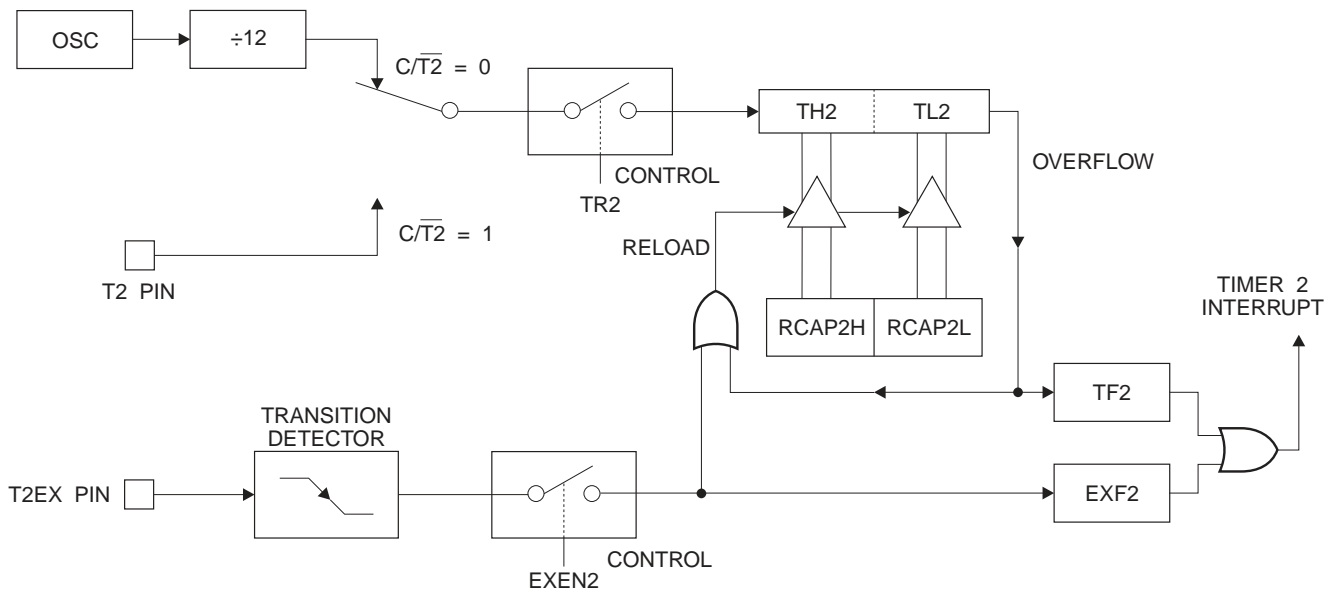 OSC
÷12
C/T2̅ = 0
TH2
TL2
CONTROL
TR2
OVERFLOW
C/T2̅ = 1
RELOAD
T2 PIN
RCAP2H
RCAP2L
TIMER 2
INTERRUPT
TF2
TRANSITION
DETECTOR
T2EX PIN
EXF2
CONTROL
EXEN2